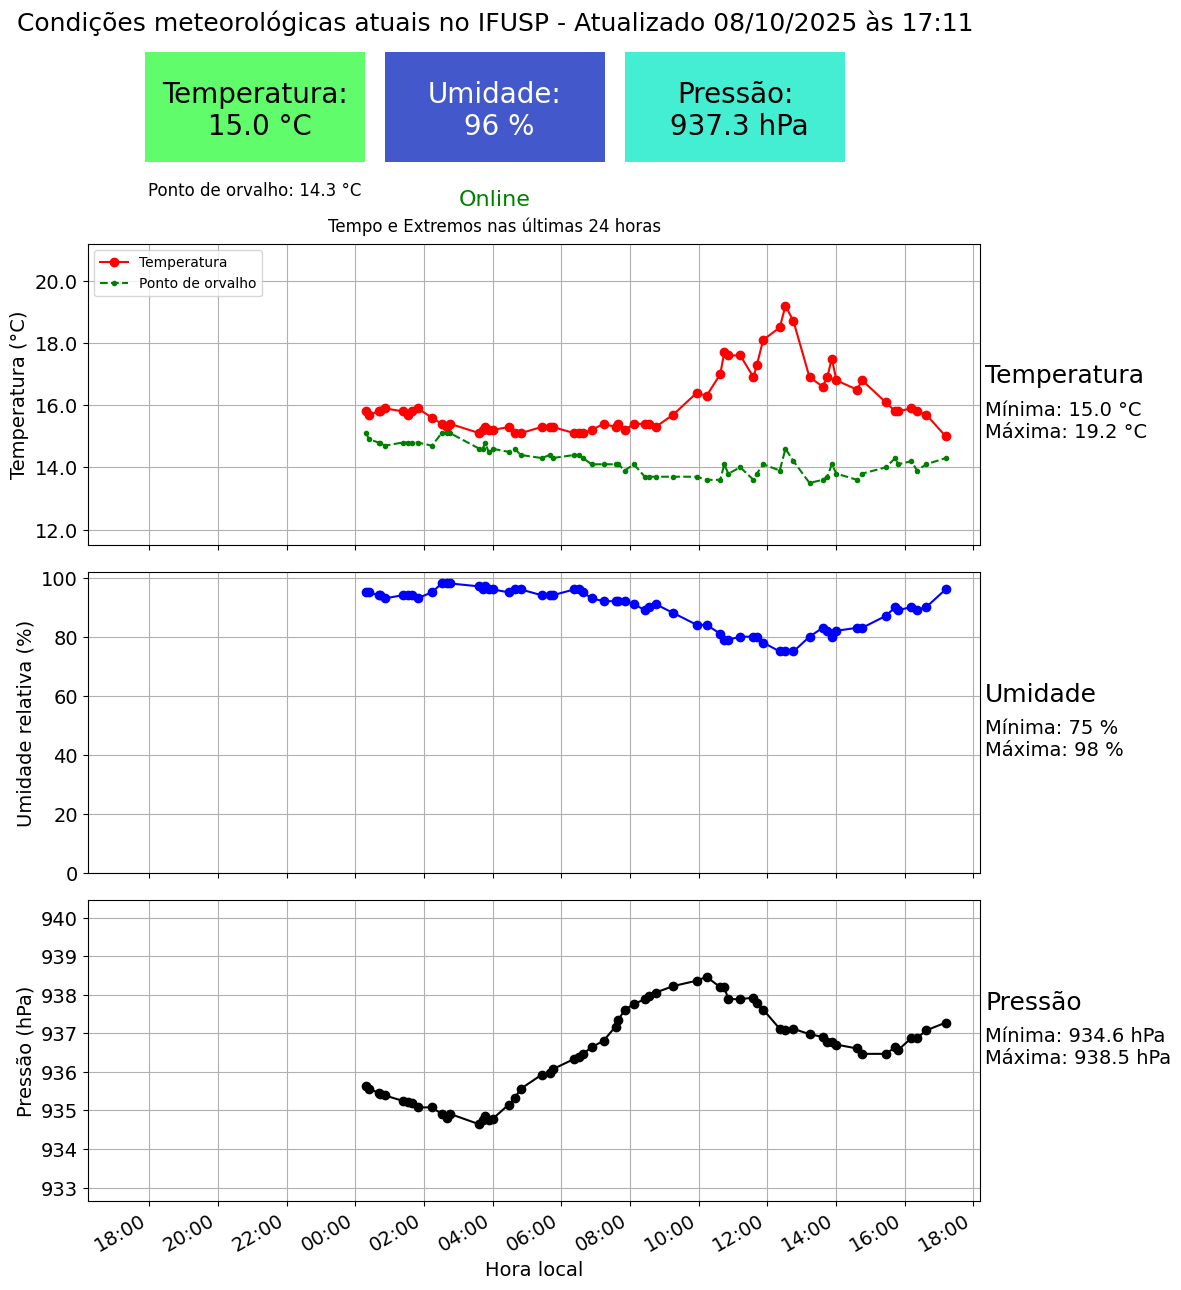 Condições meteorológicas atuais no IFUSP - Atualizado 08/10/2025 às 17:11
Temperatura:
15.0 °C
Umidade:
96 %
Pressão:
937.3 hPa
Ponto de orvalho: 14.3 °C
Online
Tempo e Extremos nas últimas 24 horas
Temperatura
Ponto de orvalho
Temperatura (°C)
20.0
18.0
16.0
14.0
12.0
Temperatura
Mínima: 15.0 °C
Máxima: 19.2 °C
Umidade relativa (%)
100
80
60
40
20
0
Umidade
Mínima: 75 %
Máxima: 98 %
Pressão (hPa)
940
939
938
937
936
935
934
933
Pressão
Mínima: 934.6 hPa
Máxima: 938.5 hPa
18:00 20:00 22:00 00:00 02:00 04:00 06:00 08:00 10:00 12:00 14:00 16:00 18:00
Hora local